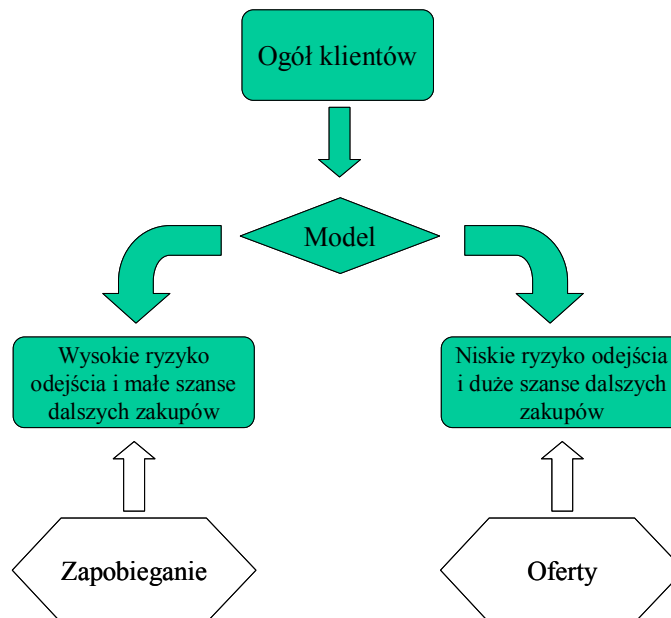 Ogół klientów
Model
Wysokie ryzyko
odejścia i małe szanse
dalszych zakupów
Niskie ryzyko odejścia
i duże szanse dalszych
zakupów
Zapobieganie
Oferty